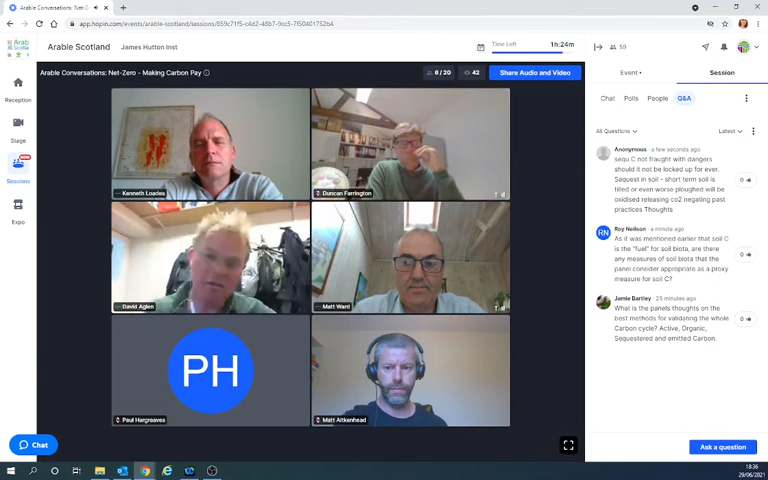 Arable Conversations: Net-Z
app.hopin.com/events/arable-scotland/sessions/859c71f5-c4d2-48b7-9cc5-7f50401752b4
Arab
Scotla
Arable Scotland
James Hutton Inst
Time Left
1h:24m
59
Reception
Stage
NOW
Sessions
Expo
Arable Conversations: Net-Zero - Making Carbon Pay
8 / 20
42
Share Audio and Video
Kenneth Loades
Duncan Farrington
David Aglen
Matt Ward
PH
Paul Hargreaves
Matt Aitkenhead
Chat
Event
Session
Chat
Polls
People
Q&A
All Questions
Latest
Anonymous · a few seconds ago
sequ C not fraught with dangers
should it not be locked up for ever.
Sequest in soil - short term soil is
tilled or even worse ploughed will be
oxidised releasing co2 negating past
practices Thoughts
0
RN
Roy Neilson · a minute ago
As it was mentioned earlier that soil C
is the "fuel" for soil biota, are there
any measures of soil biota that the
panel consider appropriate as a proxy
measure for soil C?
0
Jamie Bartley · 25 minutes ago
What is the panels thoughts on the
best methods for validating the whole
Carbon cycle? Active, Organic,
Sequestered and emitted Carbon.
0
Ask a question
18:36
29/06/2021